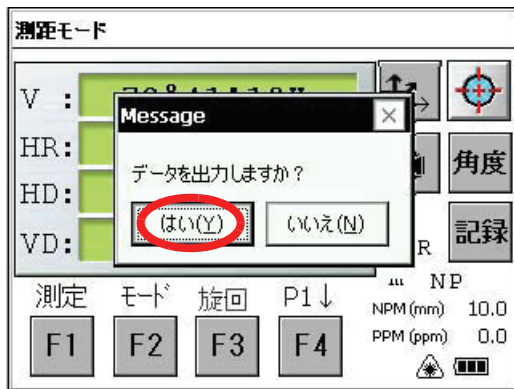 測距モード
V :
Message
HR:
データを出力しますか?
角度
HD:
はい(Y)
いいえ(N)
VD:
R
記録
m NP
測定 モード 旋回 P1↓
NPM (mm) 10.0
F1 F2 F3 F4
PPM (ppm) 0.0